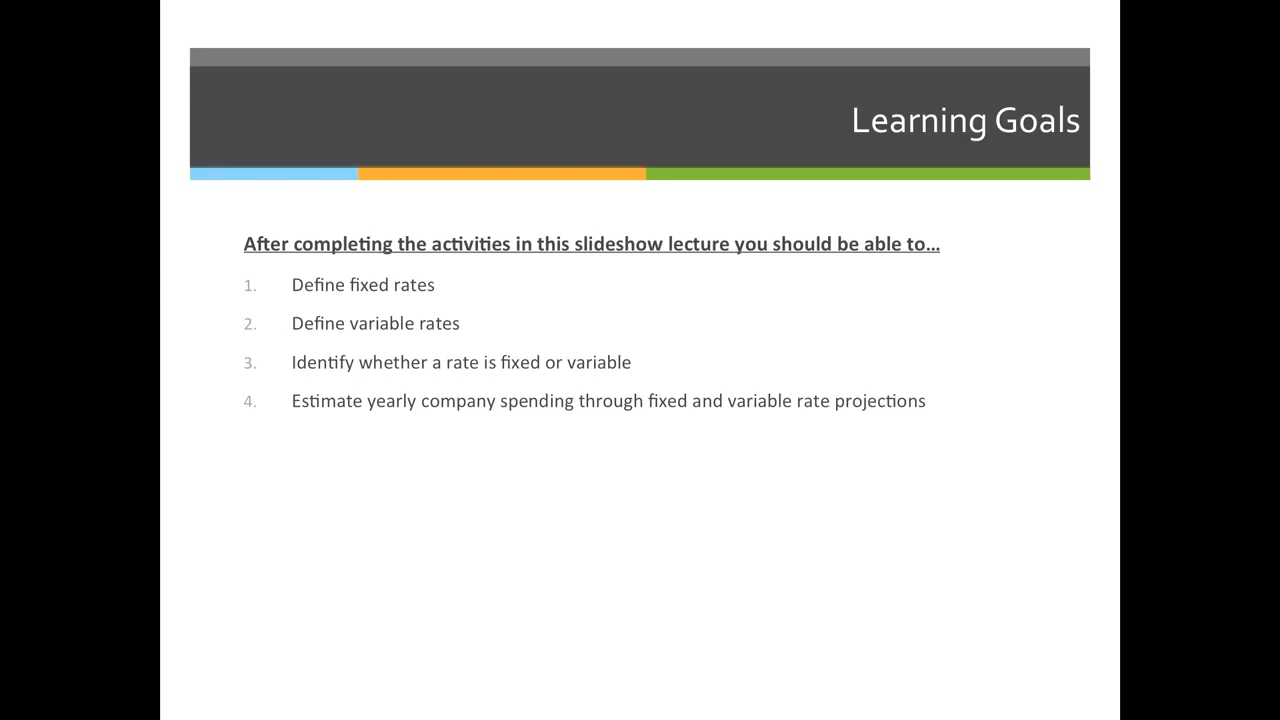 Learning Goals
After completing the activities in this slideshow lecture you should be able to…
1. Define fixed rates
2. Define variable rates
3. Identify whether a rate is fixed or variable
4. Estimate yearly company spending through fixed and variable rate projections